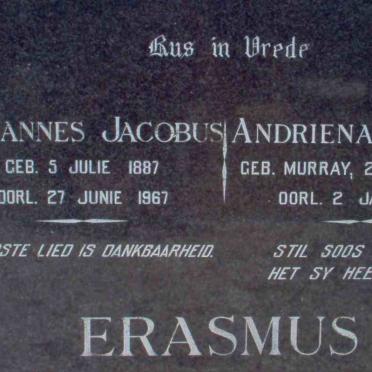 Rus in Vrede
ANNES JACOBUS ANDRIENA
GEB. 5 JULIE 1887 GEB. MURRAY, 2
OORL. 27 JUNIE 1967 OORL. 2 JA
STE LIED IS DANKBAARHEID. STIL SOOS
HET SY HEE
ERASMUS